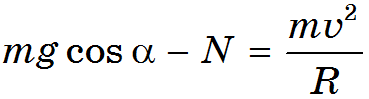 mg cos α − N = mv²/R